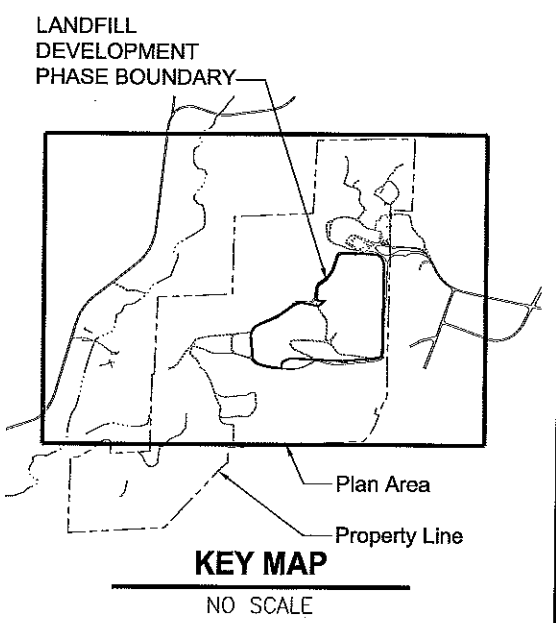 LANDFILL
DEVELOPMENT
PHASE BOUNDARY
Plan Area
Property Line
KEY MAP
NO SCALE